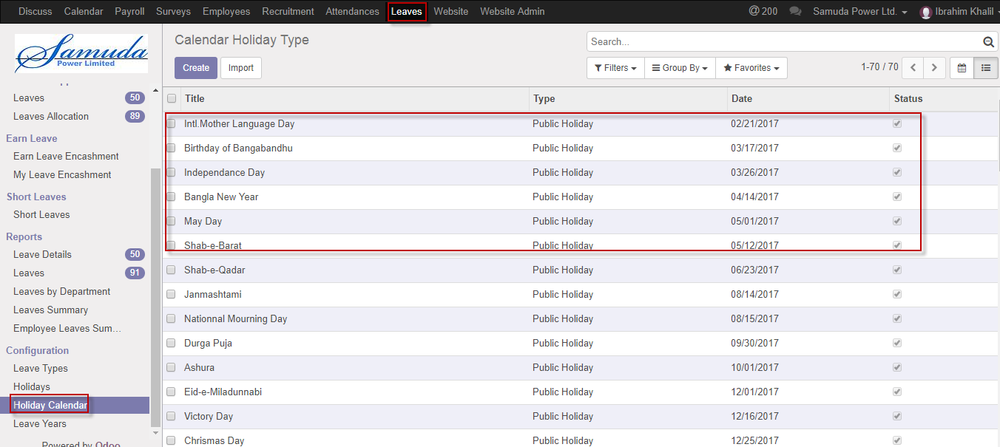 Discuss Calendar Payroll Surveys Employees Recruitment Attendances Leaves Website Website Admin @ 200 Samuda Power Ltd. Ibrahim Khalil
Samuda
Power Limited
Leaves 50
Leaves Allocation 89
Earn Leave
Earn Leave Encashment
My Leave Encashment
Short Leaves
Short Leaves
Reports
Leave Details 50
Leaves 91
Leaves by Department
Leaves Summary
Employee Leaves Sum...
Configuration
Leave Types
Holidays
Holiday Calendar
Leave Years
Powered by Odoo
Calendar Holiday Type
Search...
Create Import
Filters Group By Favorites 1-70 / 70
Title Type Date Status
Intl.Mother Language Day Public Holiday 02/21/2017
Birthday of Bangabandhu Public Holiday 03/17/2017
Independance Day Public Holiday 03/26/2017
Bangla New Year Public Holiday 04/14/2017
May Day Public Holiday 05/01/2017
Shab-e-Barat Public Holiday 05/12/2017
Shab-e-Qadar Public Holiday 06/23/2017
Janmashtami Public Holiday 08/14/2017
Nationnal Mourning Day Public Holiday 08/15/2017
Durga Puja Public Holiday 09/30/2017
Ashura Public Holiday 10/01/2017
Eid-e-Miladunnabi Public Holiday 12/01/2017
Victory Day Public Holiday 12/16/2017
Chrismas Day Public Holiday 12/25/2017